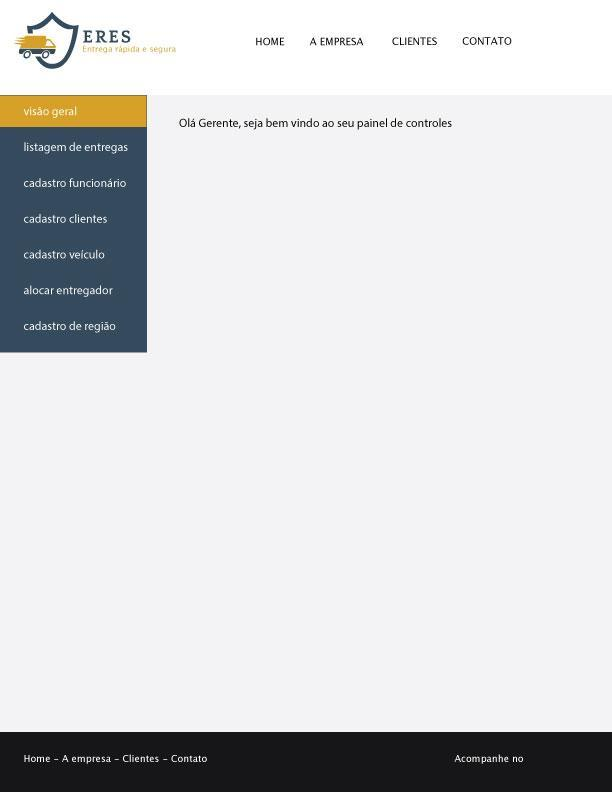 ERES
Entrega rápida e segura
HOME A EMPRESA CLIENTES CONTATO
visão geral
listagem de entregas
cadastro funcionário
cadastro clientes
cadastro veículo
alocar entregador
cadastro de região
Olá Gerente, seja bem vindo ao seu painel de controles
Home – A empresa – Clientes – Contato
Acompanhe no